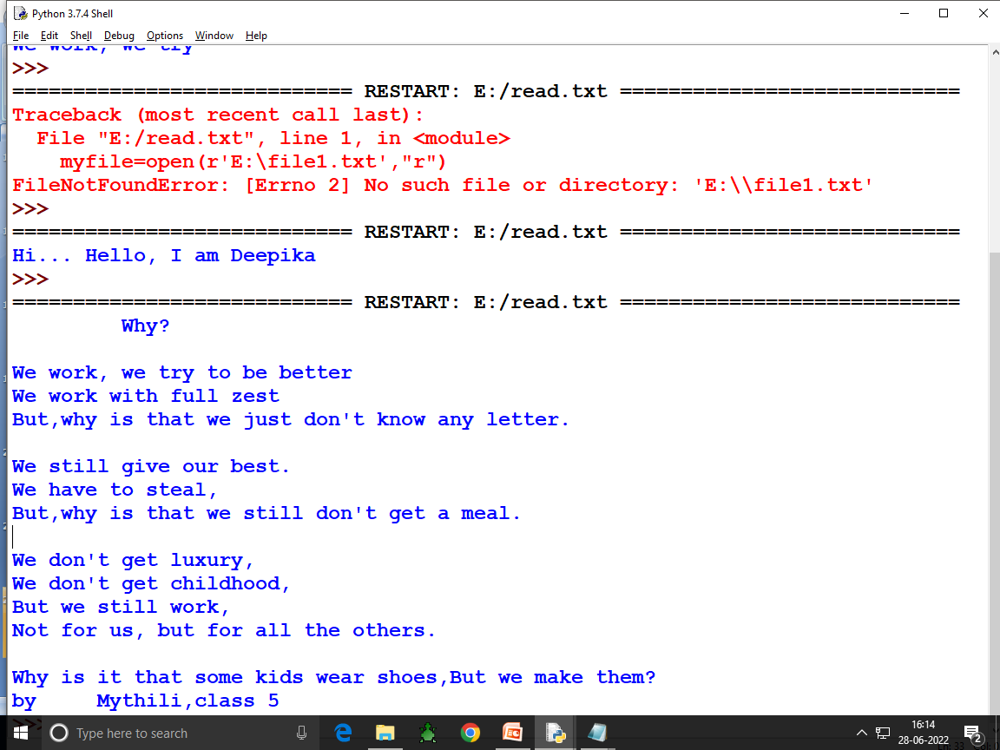 Python 3.7.4 Shell
File Edit Shell Debug Options Window Help
We work, we try
>>>
============================ RESTART: E:/read.txt ============================
Traceback (most recent call last):
  File "E:/read.txt", line 1, in <module>
    myfile=open(r'E:\file1.txt',"r")
FileNotFoundError: [Errno 2] No such file or directory: 'E:\\file1.txt'
>>>
============================ RESTART: E:/read.txt ============================
Hi... Hello, I am Deepika
>>>
============================ RESTART: E:/read.txt ============================
         Why?
We work, we try to be better
We work with full zest
But,why is that we just don't know any letter.
We still give our best.
We have to steal,
But,why is that we still don't get a meal.
We don't get luxury,
We don't get childhood,
But we still work,
Not for us, but for all the others.
Why is it that some kids wear shoes,But we make them?
by     Mythili,class 5
>>>
Type here to search
16:14
28-06-2022
2